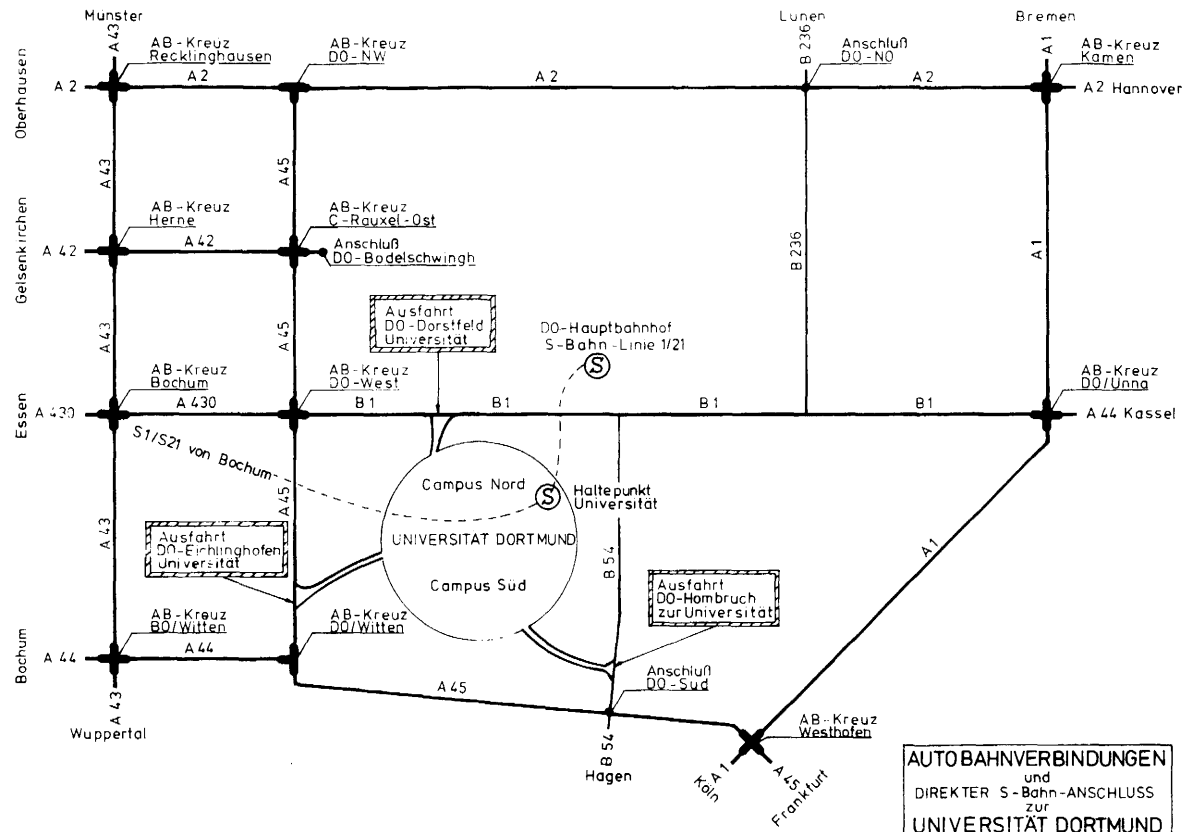 Münster
Lünen
Bremen
A 43
B 236
A 1
AB-Kreuz
Recklinghausen
AB-Kreuz
DO-NW
Anschluß
DO-NO
AB-Kreuz
Kamen
Oberhausen
A 2
A 2
A 2
A 2
A 2 Hannover
A 43
A 45
Gelsenkirchen
AB-Kreuz
Herne
AB-Kreuz
C-Rauxel-Ost
A 42
A 42
Anschluß
DO-Bodelschwingh
B 236
A 1
A 43
A 45
Ausfahrt
DO-Dorstfeld
Universität
DO-Hauptbahnhof
S-Bahn-Linie 1/21
S
AB-Kreuz
Bochum
AB-Kreuz
DO-West
AB-Kreuz
DO/Unna
Essen
A 430
A 430
B 1
B 1
B 1
B 1
A 44 Kassel
S1/S21 von Bochum
Campus Nord
S
Haltepunkt
Universität
A 43
A 45
UNIVERSITÄT DORTMUND
Campus Süd
Ausfahrt
DO-Eichlinghofen
Universität
B 54
A 1
Ausfahrt
DO-Hombruch
zur Universität
AB-Kreuz
BO/Witten
AB-Kreuz
DO/Witten
Bochum
A 44
A 44
A 45
Anschluß
DO-Süd
A 43
Wuppertal
B 54
Hagen
AB-Kreuz
Westhofen
A 1
Köln
A 45
Frankfurt
AUTOBAHNVERBINDUNGEN
und
DIREKTER S-Bahn-ANSCHLUSS
zur
UNIVERSITÄT DORTMUND